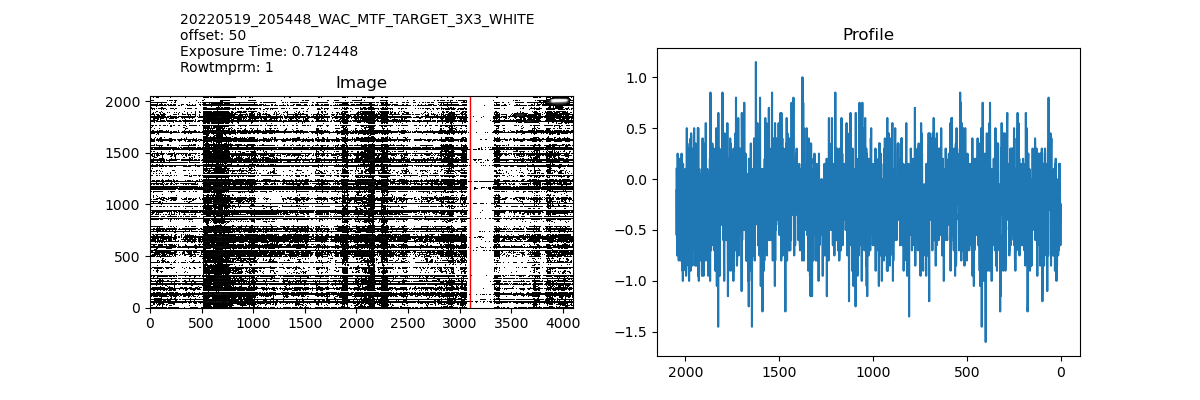 20220519_205448_WAC_MTF_TARGET_3X3_WHITE
offset: 50
Exposure Time: 0.712448
Rowtmprm: 1
Image
2000
1500
1000
500
0
0 500 1000 1500 2000 2500 3000 3500 4000
Profile
1.0
0.5
0.0
−0.5
−1.0
−1.5
2000 1500 1000 500 0